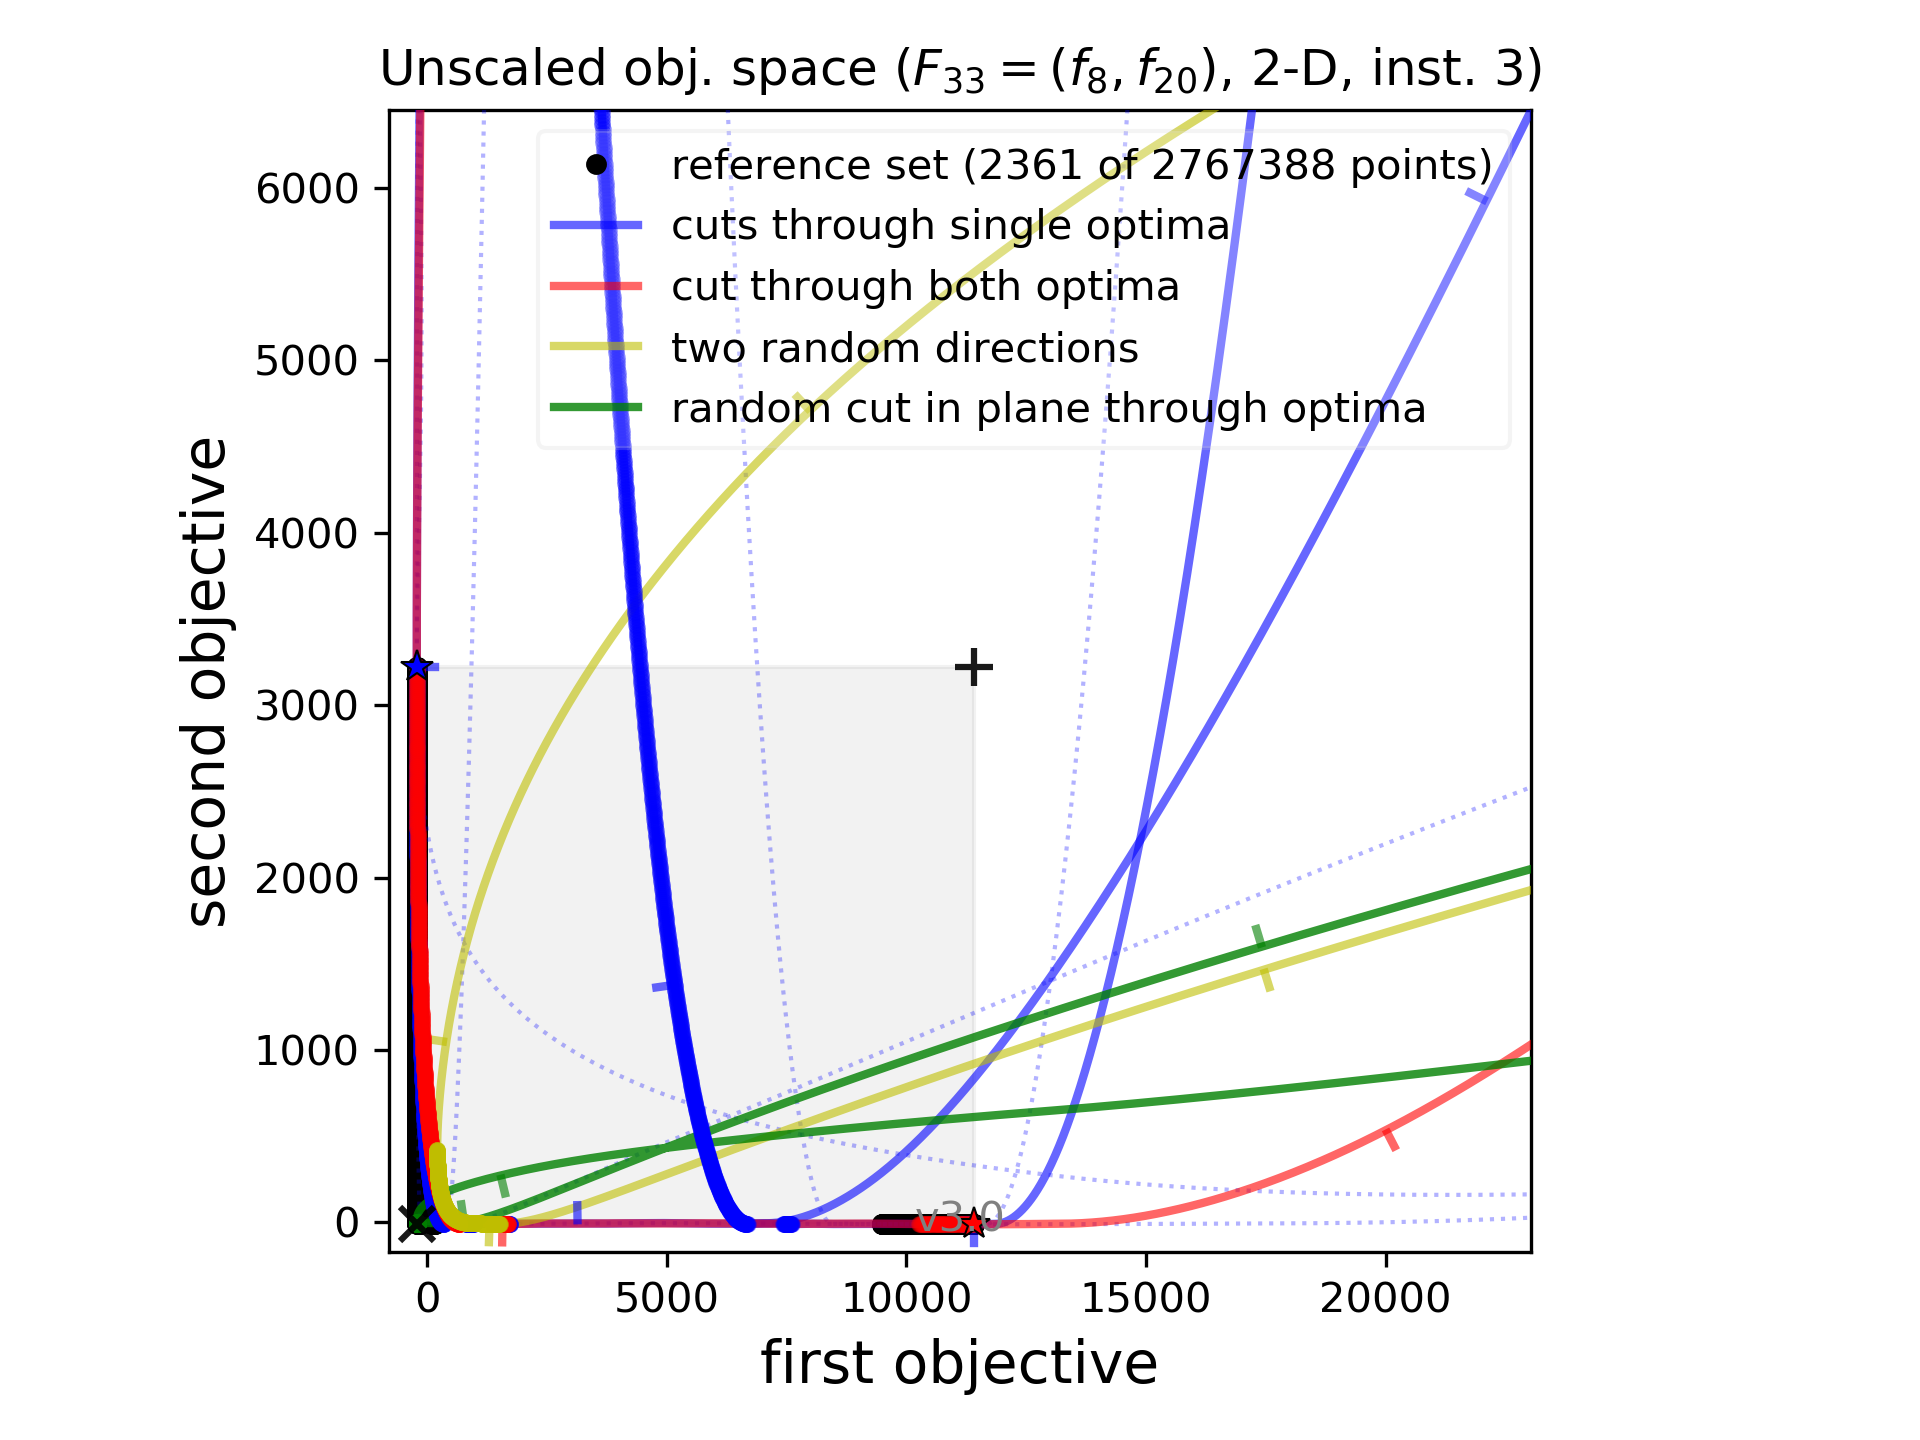 Unscaled obj. space (F₃₃ = (f₈, f₂₀), 2-D, inst. 3)
reference set (2361 of 2767388 points)
cuts through single optima
cut through both optima
two random directions
random cut in plane through optima
second objective
6000
5000
4000
3000
2000
1000
0
v3.0
0 5000 10000 15000 20000
first objective